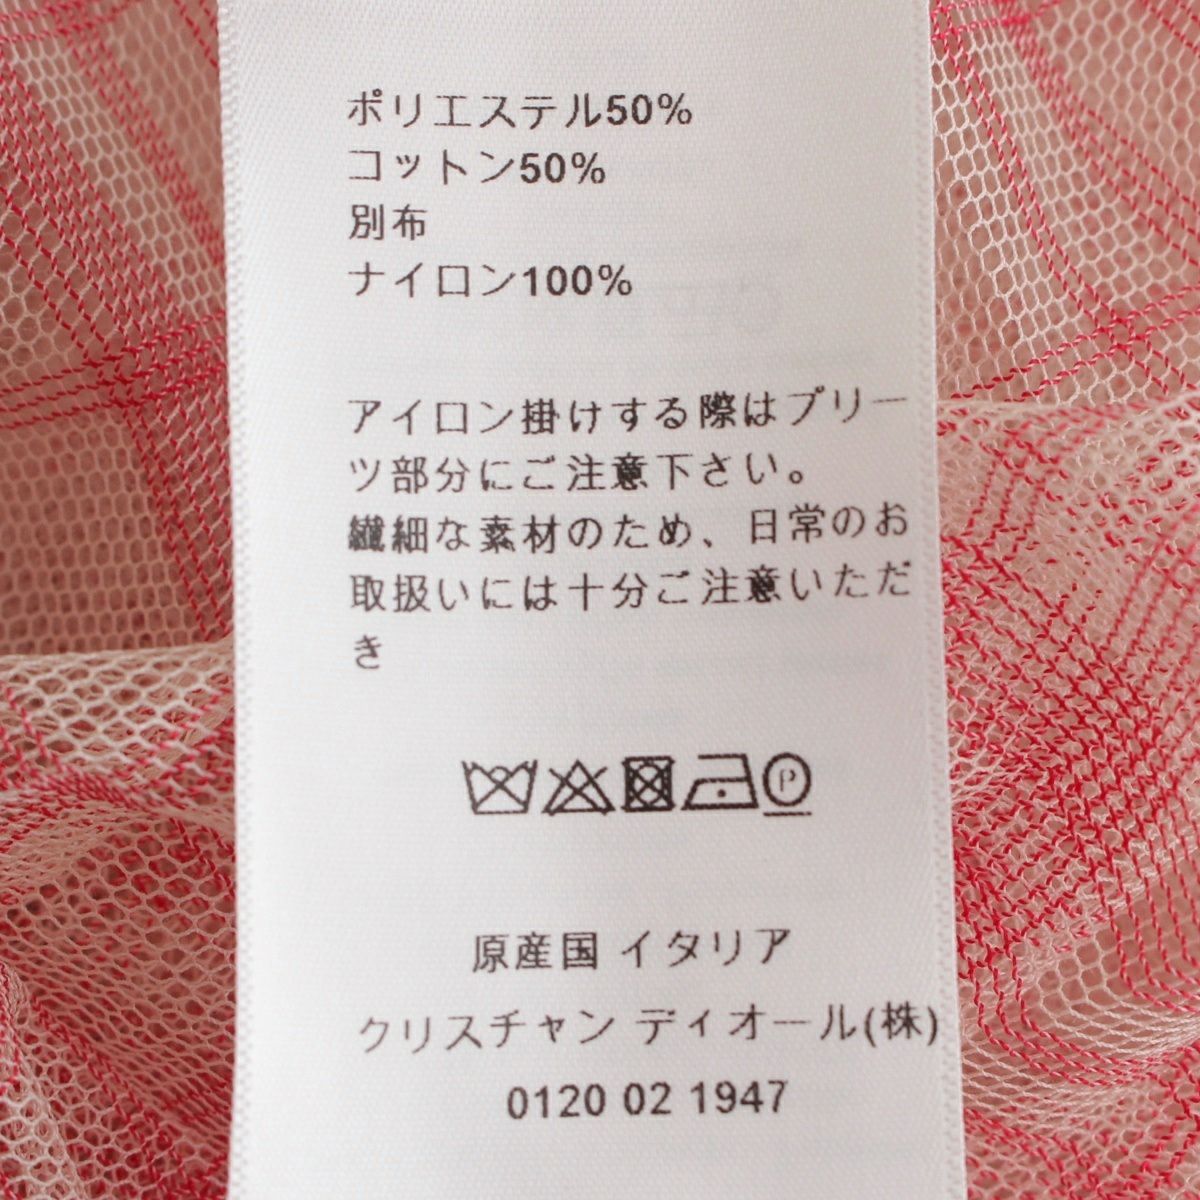 ポリエステル50%
コットン50%
別布
ナイロン100%
アイロン掛けする際はプリー
ツ部分にご注意下さい。
繊細な素材のため、日常のお
取扱いには十分ご注意いただ
き
P
原産国 イタリア
クリスチャン ディオール(株)
0120 02 1947